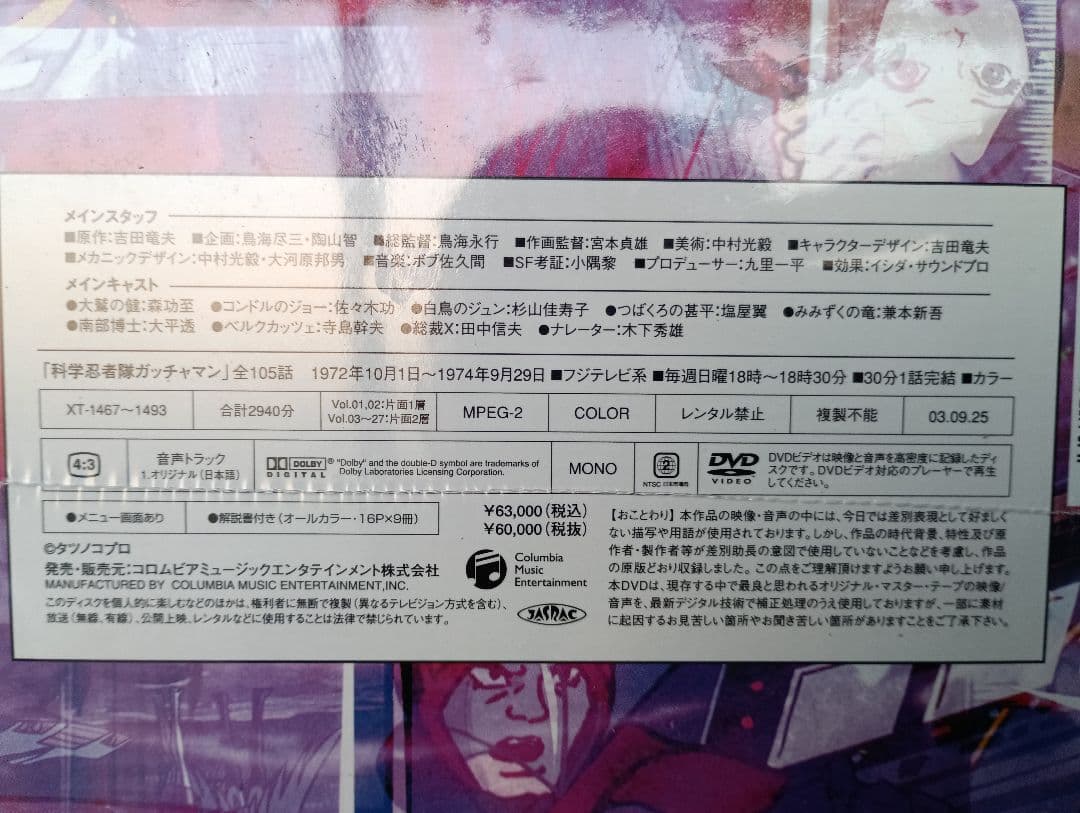 メインスタッフ
■原作：吉田竜夫 ■企画：鳥海尽三・陶山智 ■総監督：鳥海永行 ■作画監督：宮本貞雄 ■美術：中村光毅 ■キャラクターデザイン：吉田竜夫
■メカニックデザイン：中村光毅・大河原邦男 ■音楽：ボブ佐久間 ■SF考証：小隅黎 ■プロデューサー：九里一平 ■効果：イシダ・サウンドプロ
メインキャスト
●大鷲の健：森功至 ●コンドルのジョー：佐々木功 ●白鳥のジュン：杉山佳寿子 ●つばくろの甚平：塩屋翼 ●みみずくの竜：兼本新吾
●南部博士：大平透 ●ベルクカッツェ：寺島幹夫 ●総裁X：田中信夫 ●ナレーター：木下秀雄
「科学忍者隊ガッチャマン」全105話 1972年10月1日〜1974年9月29日 ■フジテレビ系 ■毎週日曜18時〜18時30分 ■30分1話完結 ■カラー
XT-1467〜1493 合計2940分 Vol.01,02：片面1層 Vol.03〜27：片面2層 MPEG-2 COLOR レンタル禁止 複製不能 03.09.25
4:3 音声トラック 1.オリジナル（日本語） DOLBY DIGITAL ® "Dolby" and the double-D symbol are trademarks of Dolby Laboratories Licensing Corporation. MONO 2 NTSC 日本市場向 DVD VIDEO DVDビデオは映像と音声を高密度に記録したディスクです。DVDビデオ対応のプレーヤーで再生してください。
●メニュー画面あり ●解説書付き（オールカラー・16P×9冊）
¥63,000（税込）
¥60,000（税抜）
©タツノコプロ
発売・販売元：コロムビアミュージックエンタテインメント株式会社
MANUFACTURED BY COLUMBIA MUSIC ENTERTAINMENT,INC.
Columbia
Music
Entertainment
このディスクを個人的に楽しむなどのほかは、権利者に無断で複製（異なるテレビジョン方式を含む）、
放送（無線、有線）、公開上映、レンタルなどに使用することは法律で禁じられています。
JASRAC
【おことわり】本作品の映像・音声の中には、今日では差別表現として好ましく
ない描写や用語が使用されております。しかし、作品の時代背景、特性及び原
作者・製作者等が差別助長の意図で使用していないことなどを考慮し、作品
の原版どおり収録しました。この点をご理解頂けますようお願い申し上げます。
本DVDは、現存する中で最良と思われるオリジナル・マスター・テープの映像/
音声を、最新デジタル技術で補正処理のうえ使用しておりますが、一部に素材
に起因するお見苦しい箇所やお聞き苦しい箇所がありますことをご了承下さい。